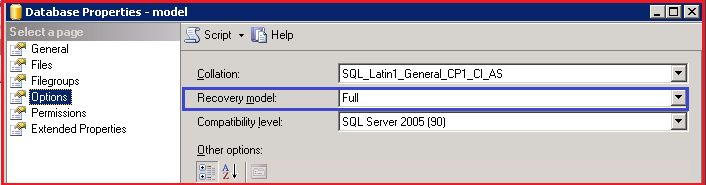 Database Properties - model
Select a page
General
Files
Filegroups
Options
Permissions
Extended Properties
Script Help
Collation: SQL_Latin1_General_CP1_CI_AS
Recovery model: Full
Compatibility level: SQL Server 2005 (90)
Other options:
A
Z